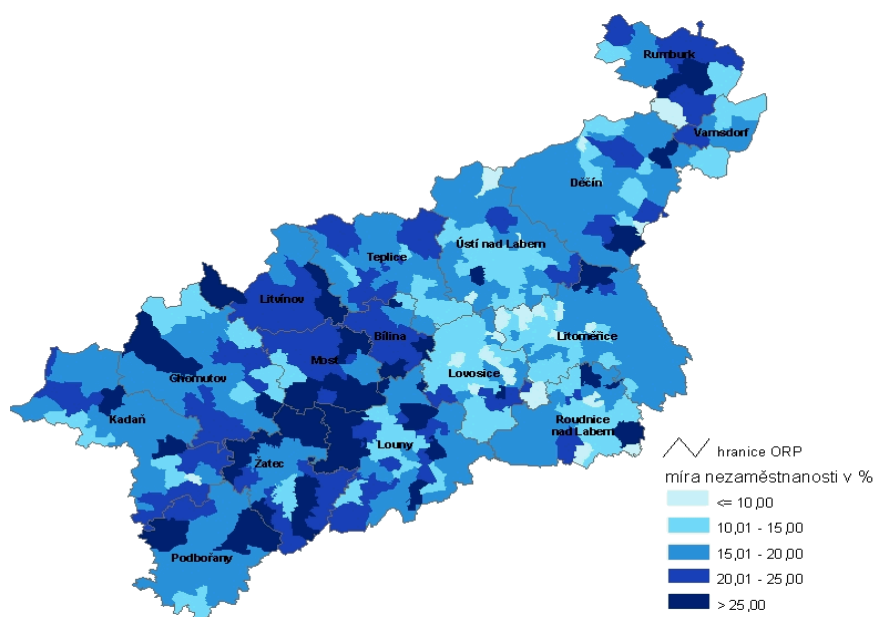 Rumburk
Varnsdorf
Děčín
Ústí nad Labem
Teplice
Litvínov
Bílina
Most
Litoměřice
Lovosice
Chomutov
Kadaň
Roudnice
nad Labem
Louny
Žatec
Podbořany
hranice ORP
míra nezaměstnanosti v %
<= 10,00
10,01 - 15,00
15,01 - 20,00
20,01 - 25,00
> 25,00